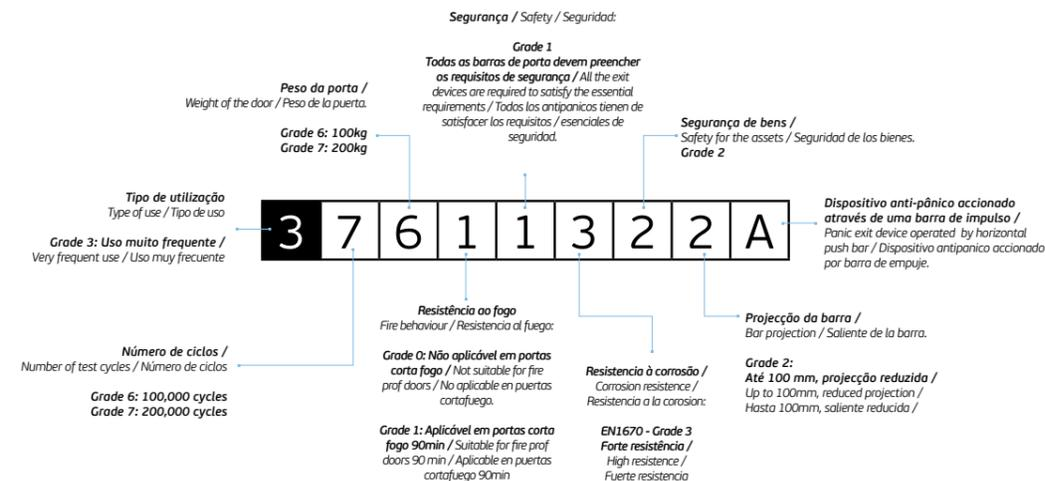 Segurança / Safety / Seguridad:
Grade 1
Todas as barras de porta devem preencher
os requisitos de segurança / All the exit
devices are required to satisfy the essential
requirements / Todos los antipanicos tienen de
satisfacer los requisitos / esenciales de
seguridad.
Peso da porta /
Weight of the door / Peso de la puerta.
Grade 6: 100kg
Grade 7: 200kg
Segurança de bens /
Safety for the assets / Seguridad de los bienes.
Grade 2
Tipo de utilização
Type of use / Tipo de uso
Grade 3: Uso muito frequente /
Very frequent use / Uso muy frecuente
3 7 6 1 1 3 2 2 A
Dispositivo anti-pânico accionado
através de uma barra de impulso /
Panic exit device operated by horizontal
push bar / Dispositivo antipanico accionado
por barra de empuje.
Número de ciclos /
Number of test cycles / Número de ciclos
Grade 6: 100,000 cycles
Grade 7: 200,000 cycles
Resistência ao fogo
Fire behaviour / Resistencia al fuego:
Grade 0: Não aplicável em portas
corta fogo / Not suitable for fire
prof doors / No aplicable en puertas
cortafuego.
Grade 1: Aplicável em portas corta
fogo 90min / Suitable for fire prof
doors 90 min / Aplicable en puertas
cortafuego 90min
Resistencia à corrosão /
Corrosion resistence /
Resistencia a la corosion:
EN1670 - Grade 3
Forte resistência /
High resistence /
Fuerte resistencia
Projecção da barra /
Bar projection / Saliente de la barra.
Grade 2:
Até 100 mm, projecção reduzida /
Up to 100mm, reduced projection /
Hasta 100mm, saliente reducida /